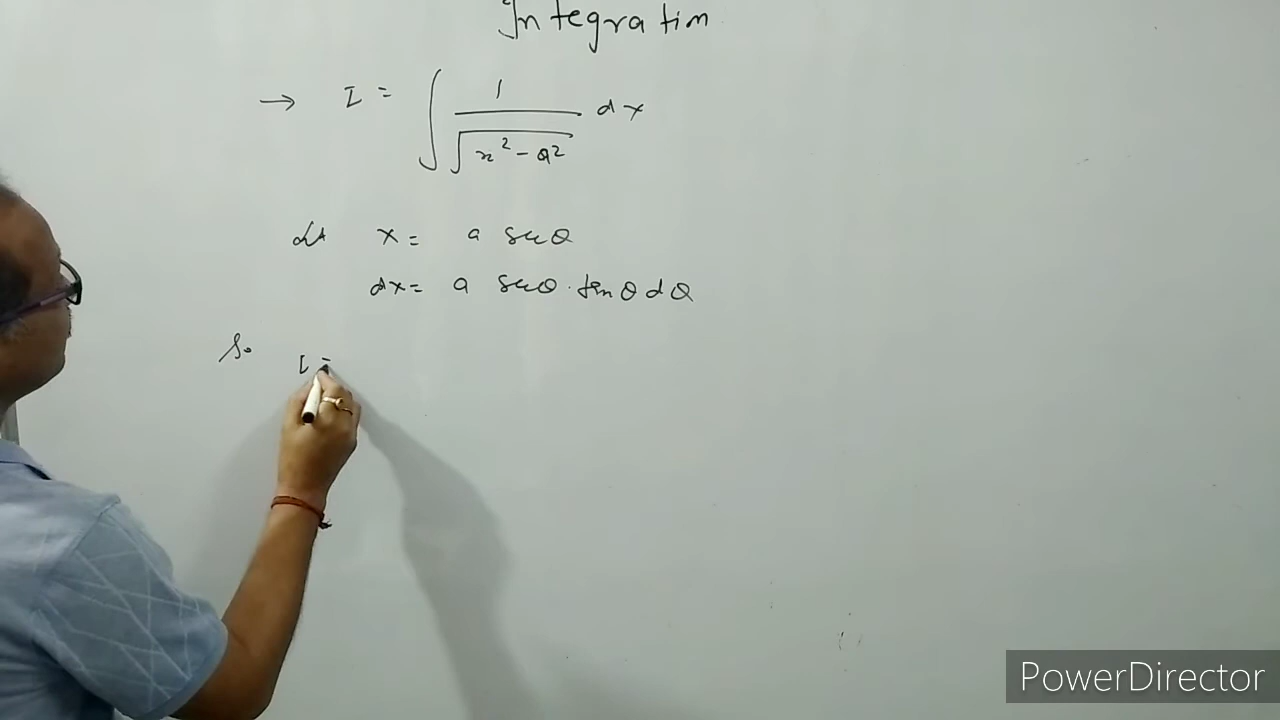 Integration
→ I = ∫ 1/√(x² - a²) dx
Let x = a secθ
dx = a secθ · tanθ dθ
So I =
PowerDirector